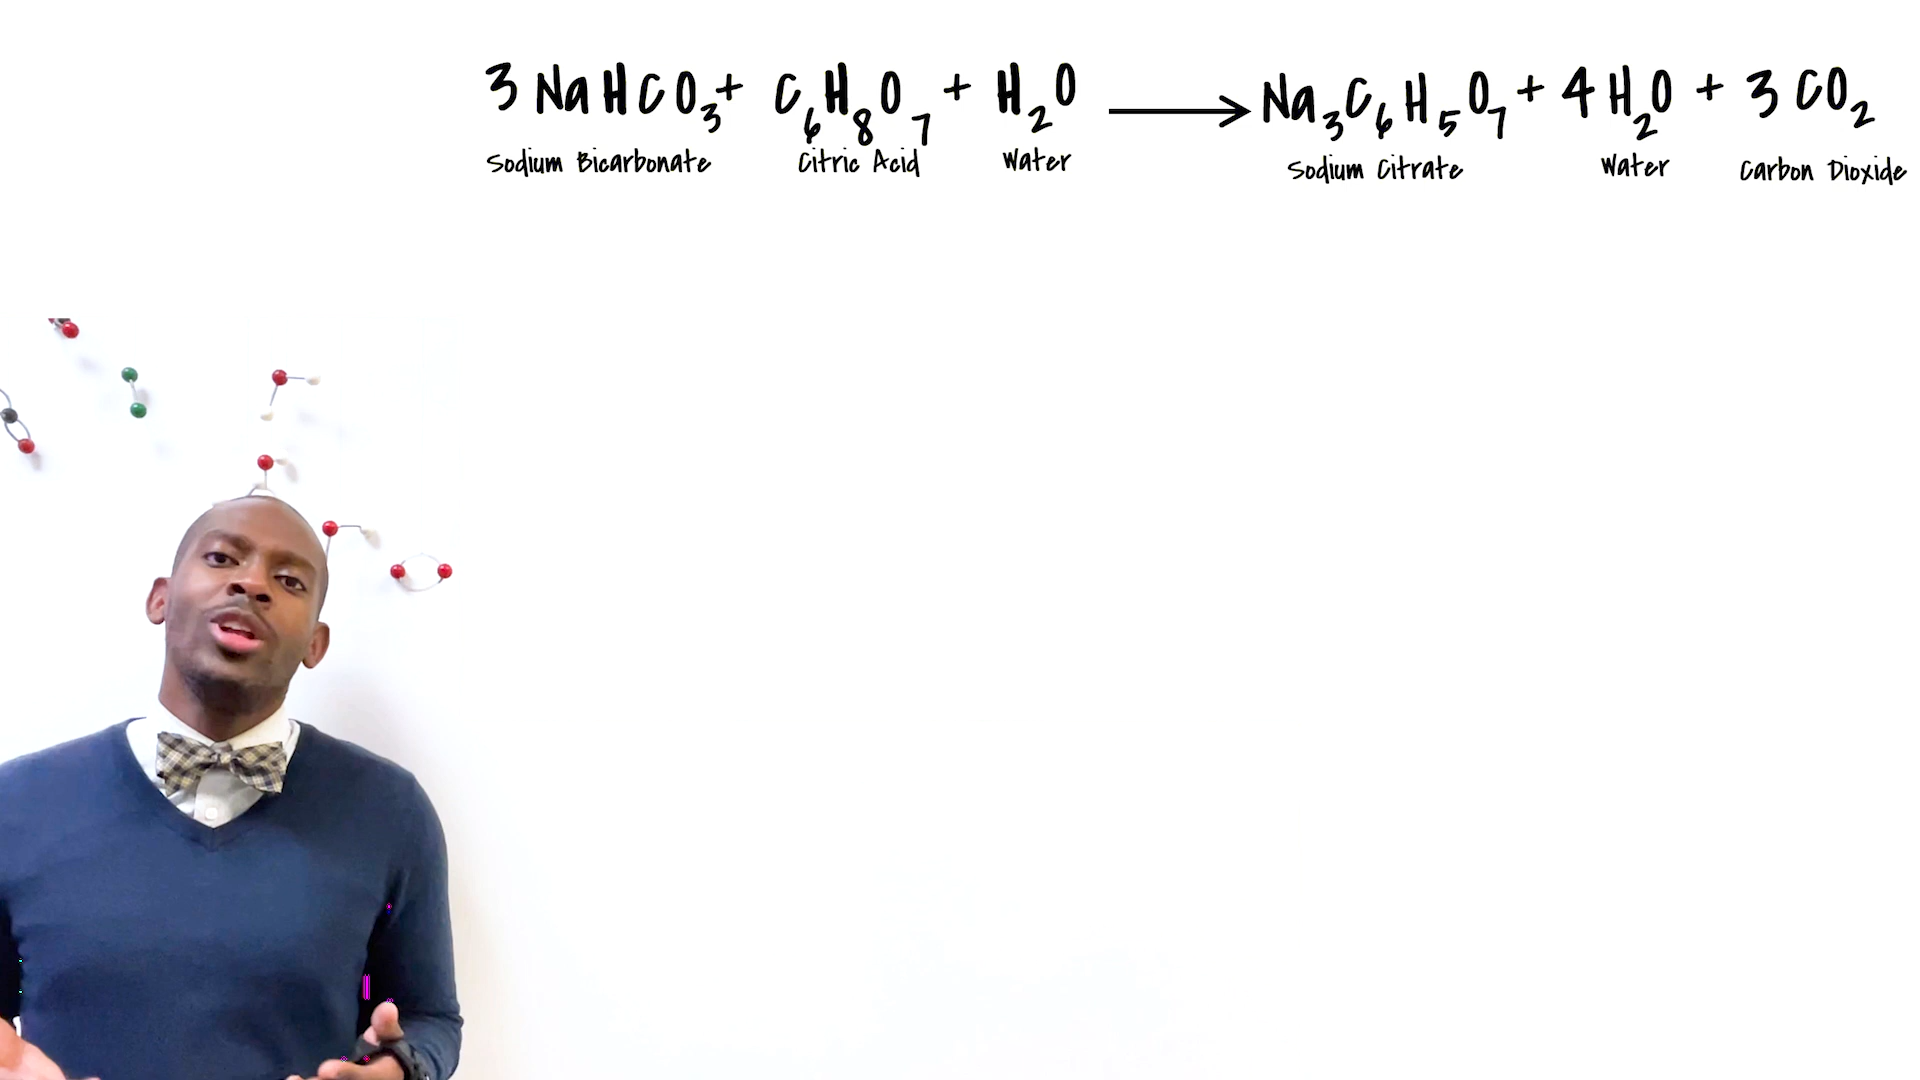 3 NaHCO₃ + C₆H₈O₇ + H₂O ⟶ Na₃C₆H₅O₇ + 4 H₂O + 3 CO₂
Sodium Bicarbonate Citric Acid Water Sodium Citrate Water Carbon Dioxide